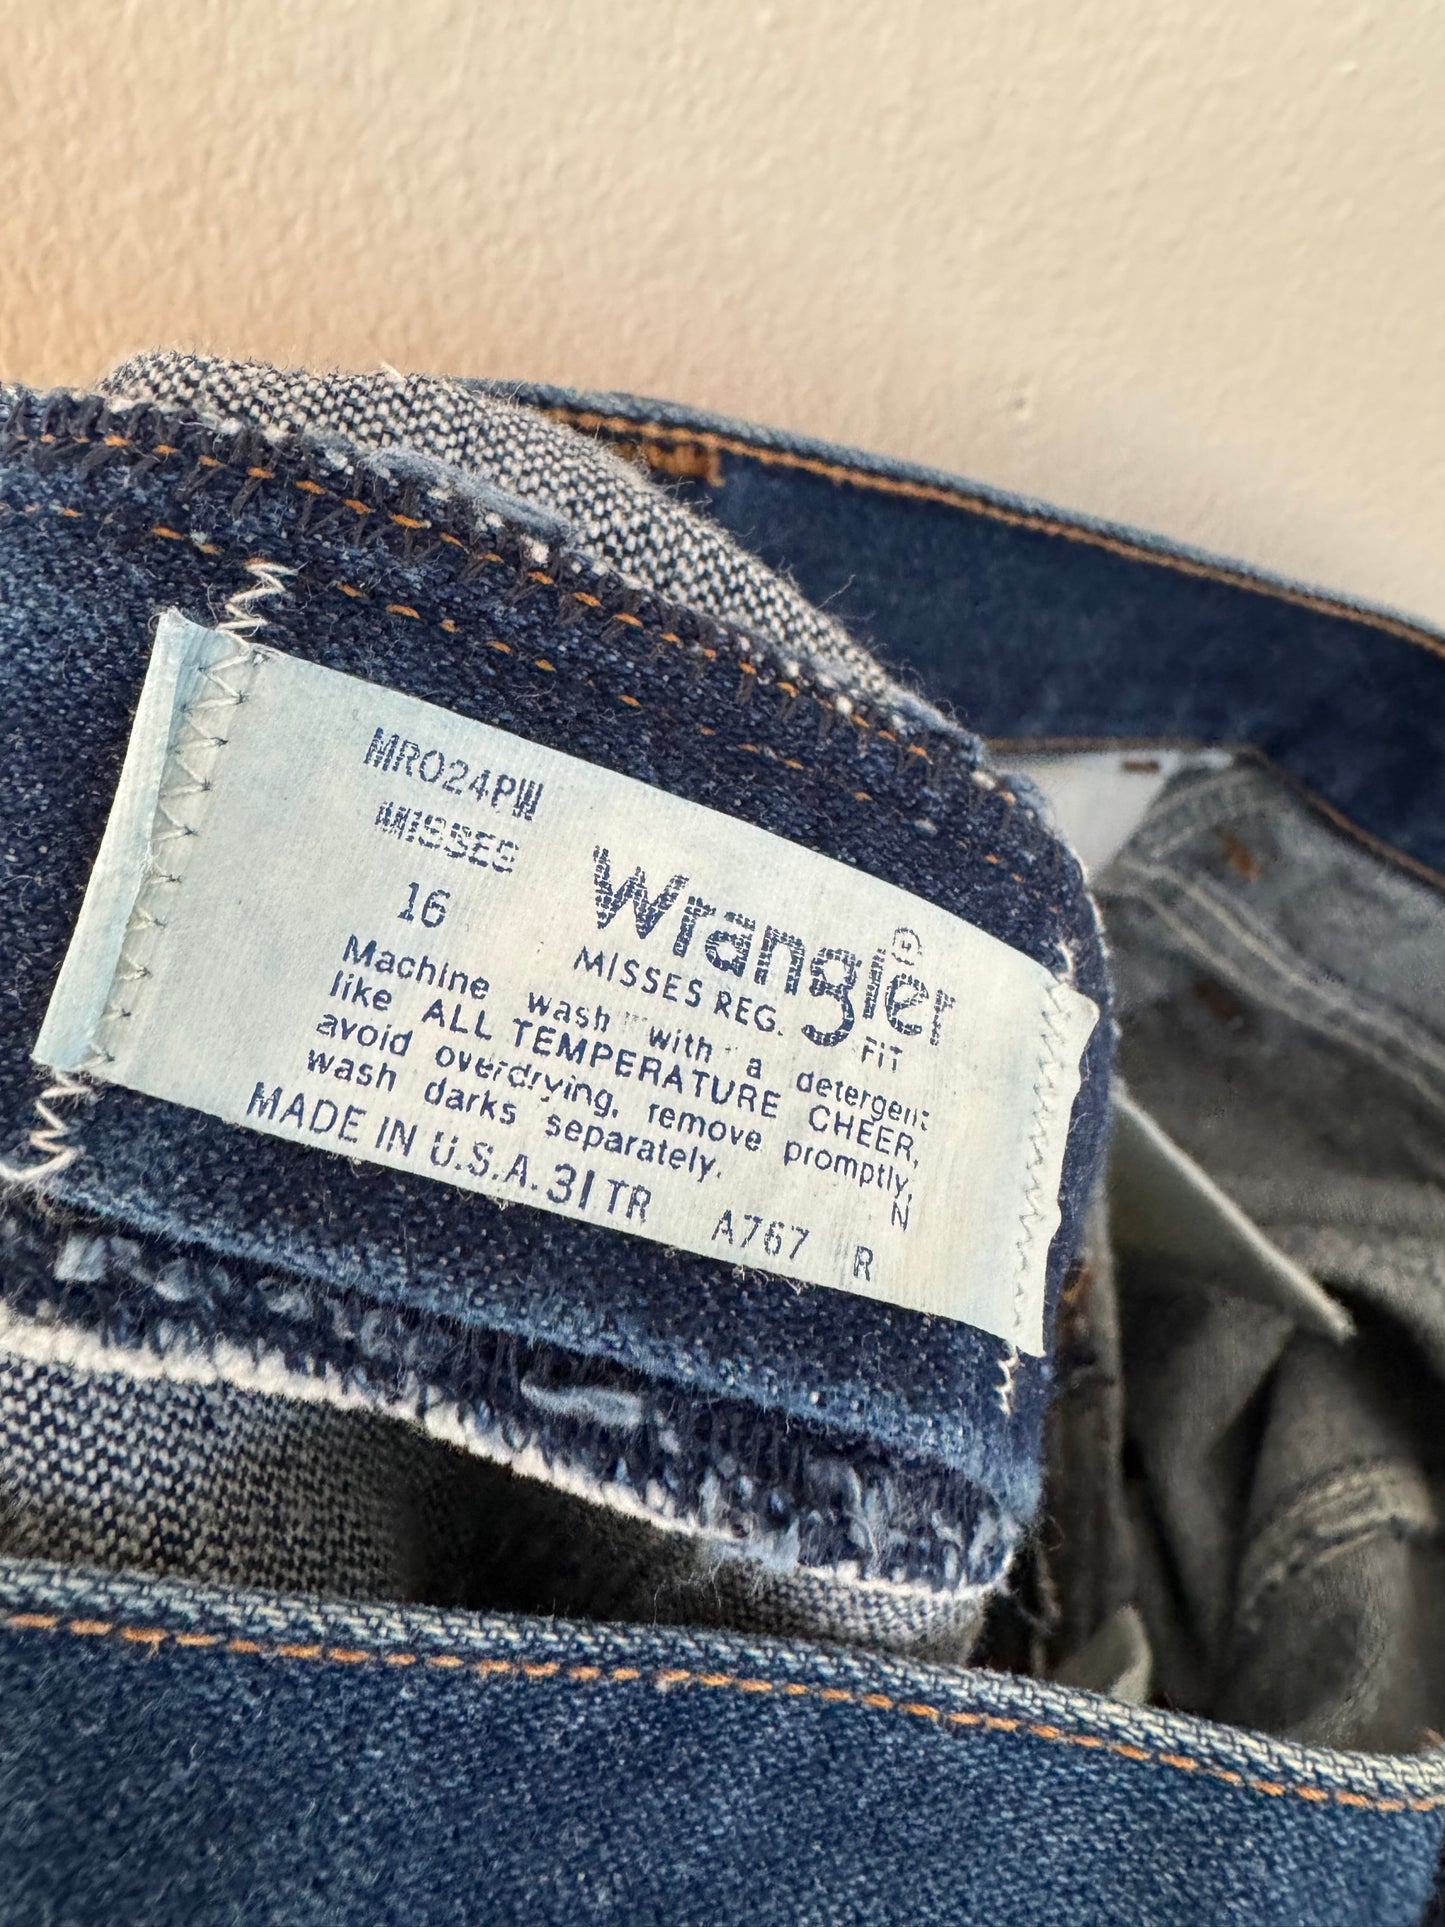 MR024PW
MISSES
16
Wrangler®
MISSES REG. FIT
Machine wash with a detergent
like ALL TEMPERATURE CHEER,
avoid overdrying, remove promptly,
wash darks separately. N
MADE IN U.S.A. 31 TR A767 R